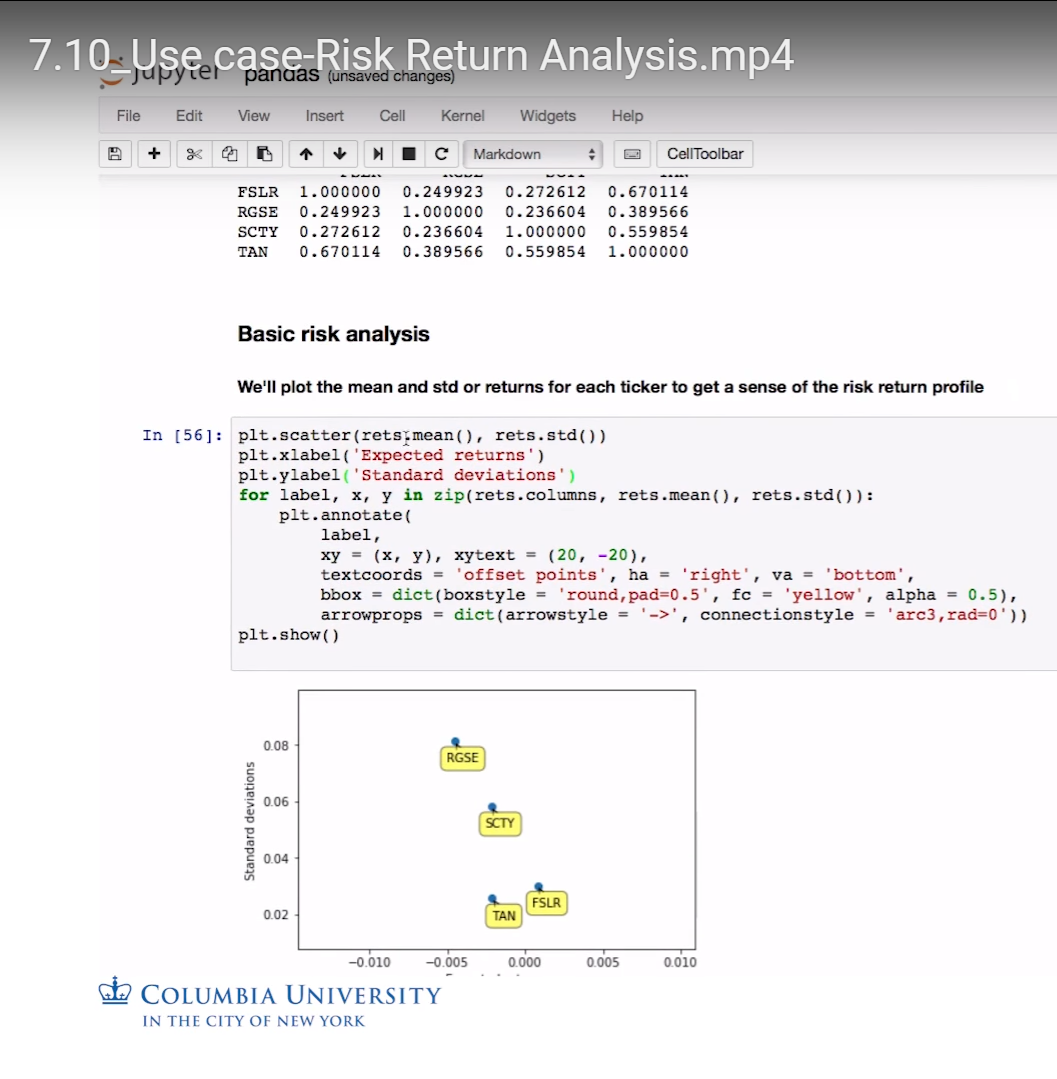 7.10_Use case-Risk Return Analysis.mp4
jupyter pandas (unsaved changes)
File Edit View Insert Cell Kernel Widgets Help
Markdown CellToolbar
FSLR 1.000000 0.249923 0.272612 0.670114
RGSE 0.249923 1.000000 0.236604 0.389566
SCTY 0.272612 0.236604 1.000000 0.559854
TAN 0.670114 0.389566 0.559854 1.000000
Basic risk analysis
We'll plot the mean and std or returns for each ticker to get a sense of the risk return profile
In [56]: plt.scatter(rets.mean(), rets.std())
plt.xlabel('Expected returns')
plt.ylabel('Standard deviations')
for label, x, y in zip(rets.columns, rets.mean(), rets.std()):
    plt.annotate(
        label,
        xy = (x, y), xytext = (20, -20),
        textcoords = 'offset points', ha = 'right', va = 'bottom',
        bbox = dict(boxstyle = 'round,pad=0.5', fc = 'yellow', alpha = 0.5),
        arrowprops = dict(arrowstyle = '->', connectionstyle = 'arc3,rad=0'))
plt.show()
Standard deviations
0.08
RGSE
0.06
SCTY
0.04
FSLR
0.02
TAN
−0.010 −0.005 0.000 0.005 0.010
COLUMBIA UNIVERSITY
IN THE CITY OF NEW YORK